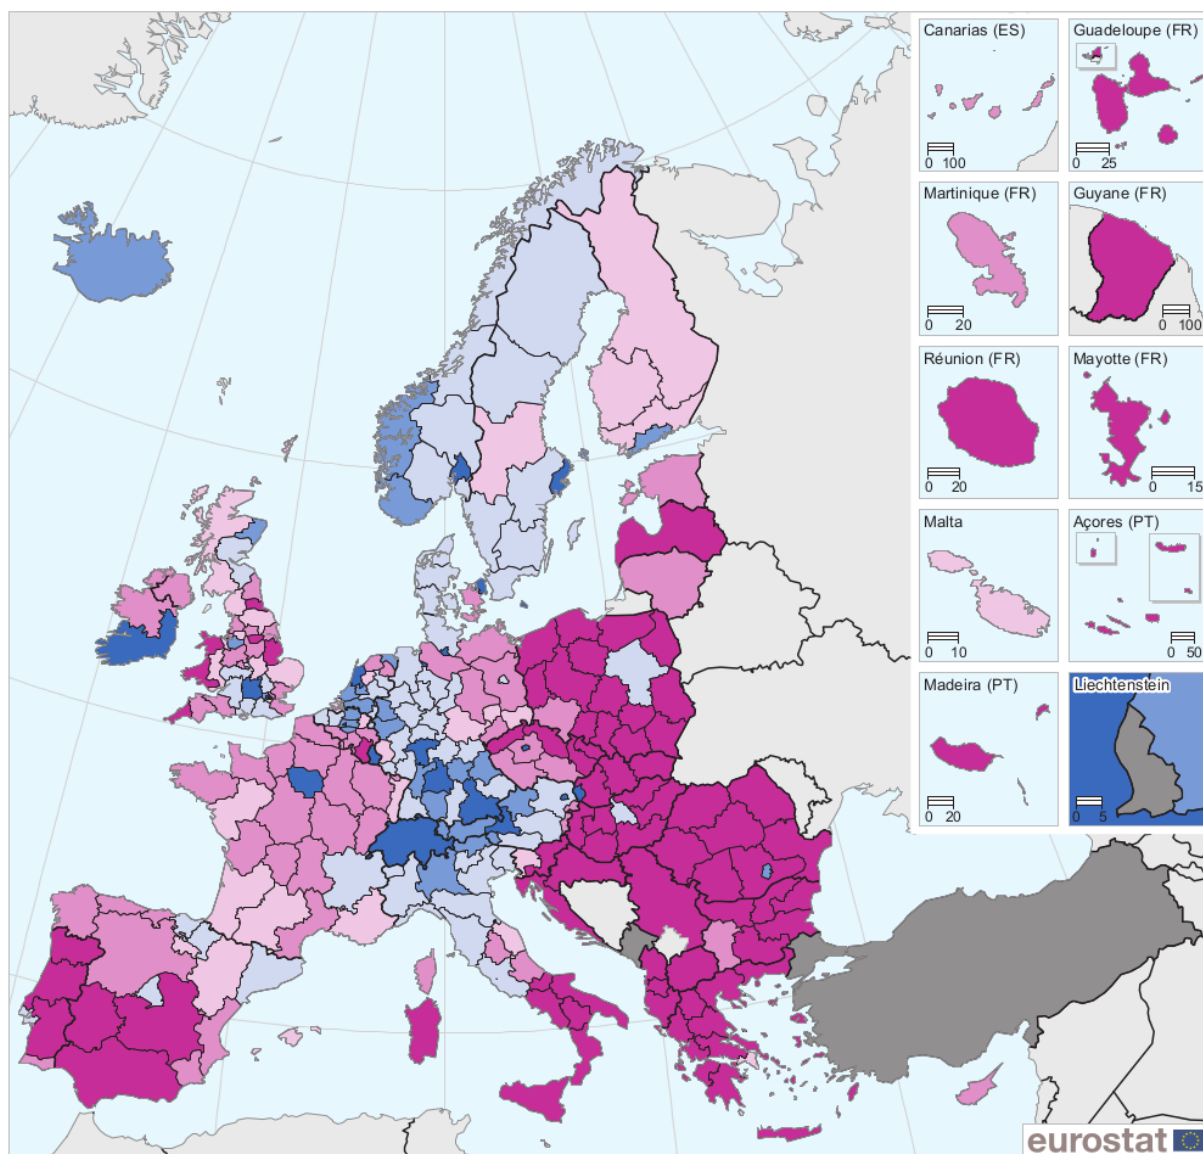 Canarias (ES)
0 100
Guadeloupe (FR)
0 25
Martinique (FR)
0 20
Guyane (FR)
0 100
Réunion (FR)
0 20
Mayotte (FR)
0 15
Malta
0 10
Açores (PT)
0 50
Madeira (PT)
0 20
Liechtenstein
0 5
eurostat